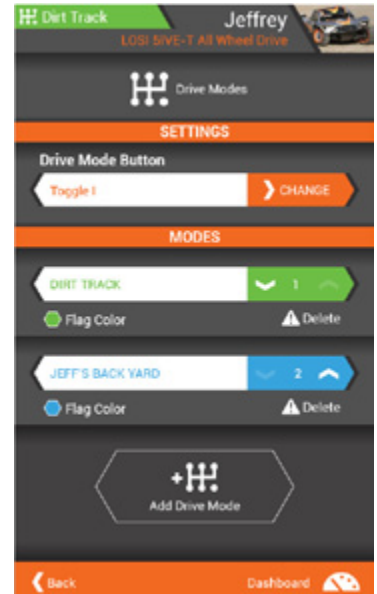 Dirt Track
Jeffrey
LOSI 5IVE-T All Wheel Drive
Drive Modes
SETTINGS
Drive Mode Button
Toggle I
CHANGE
MODES
DIRT TRACK
1
Flag Color
Delete
JEFF'S BACK YARD
2
Flag Color
Delete
Add Drive Mode
Back
Dashboard